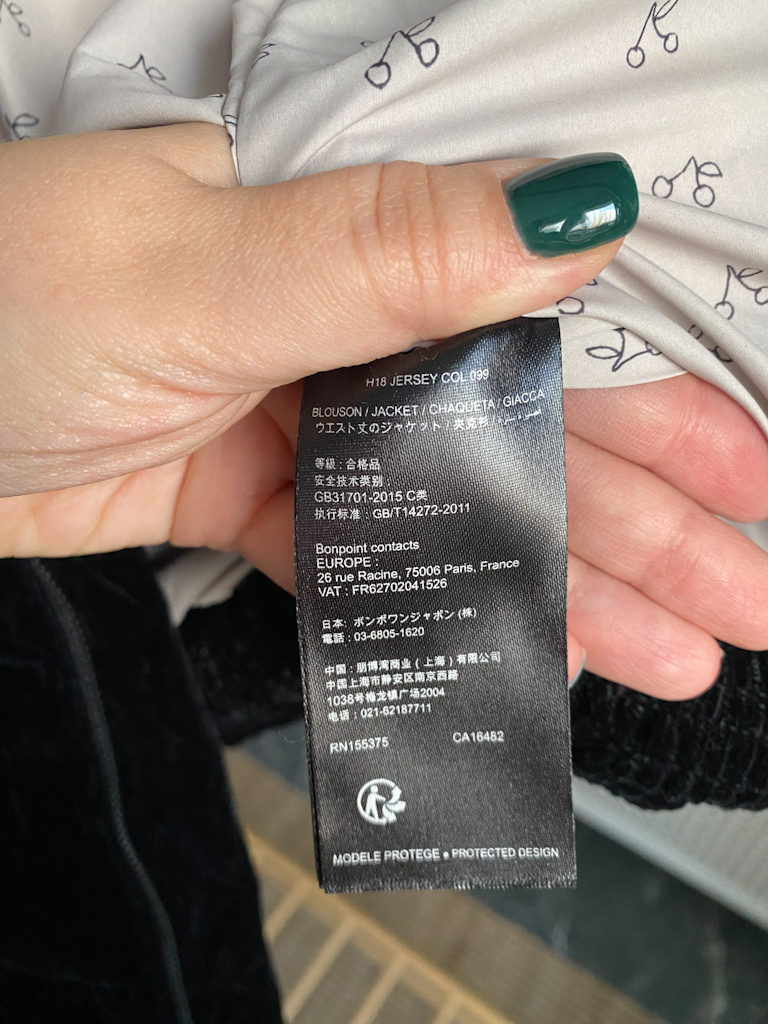 H18 JERSEY COL 099
BLOUSON / JACKET / CHAQUETA / GIACCA
ウエスト丈のジャケット / 夹克衫 /
等級 : 合格品
安全技术类别
GB31701-2015 C类
执行标准 : GB/T14272-2011
Bonpoint contacts
EUROPE :
26 rue Racine, 75006 Paris, France
VAT : FR62702041526
日本: ボンポワンジャポン (株)
電話 : 03-6805-1620
中国 : 朋博湾商业 ( 上海 ) 有限公司
中国上海市静安区南京西路
1038号梅龙镇广场2004
电话 : 021-62187711
RN155375 CA16482
MODELE PROTEGE ● PROTECTED DESIGN